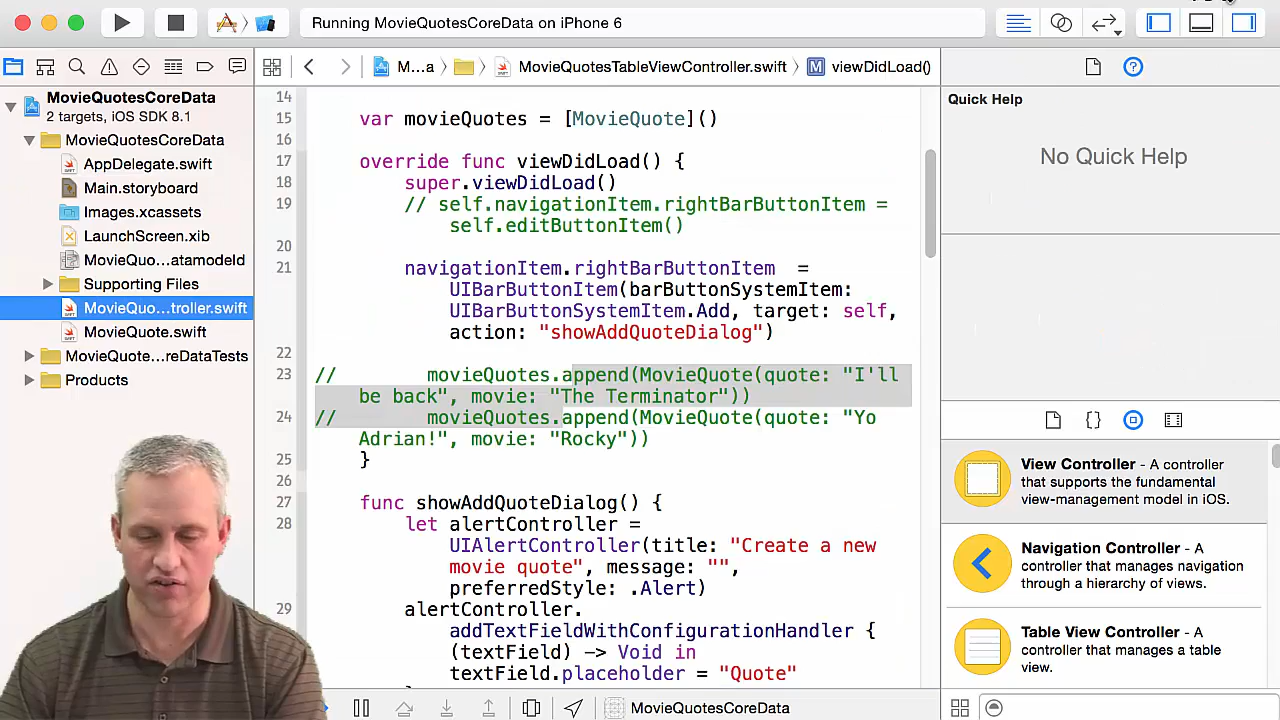 Running MovieQuotesCoreData on iPhone 6
M...a
MovieQuotesTableViewController.swift
viewDidLoad()
MovieQuotesCoreData
2 targets, iOS SDK 8.1
MovieQuotesCoreData
AppDelegate.swift
Main.storyboard
Images.xcassets
LaunchScreen.xib
MovieQuo...atamodeld
Supporting Files
MovieQuo...troller.swift
MovieQuote.swift
MovieQuote...reDataTests
Products
14
15 var movieQuotes = [MovieQuote]()
16
17 override func viewDidLoad() {
18 super.viewDidLoad()
19 // self.navigationItem.rightBarButtonItem =
self.editButtonItem()
20
21 navigationItem.rightBarButtonItem =
UIBarButtonItem(barButtonSystemItem:
UIBarButtonSystemItem.Add, target: self,
action: "showAddQuoteDialog")
22
23 // movieQuotes.append(MovieQuote(quote: "I'll
be back", movie: "The Terminator"))
24 // movieQuotes.append(MovieQuote(quote: "Yo
Adrian!", movie: "Rocky"))
25 }
26
27 func showAddQuoteDialog() {
28 let alertController =
UIAlertController(title: "Create a new
movie quote", message: "",
preferredStyle: .Alert)
29 alertController.
addTextFieldWithConfigurationHandler {
(textField) -> Void in
textField.placeholder = "Quote"
MovieQuotesCoreData
Quick Help
No Quick Help
View Controller - A controller
that supports the fundamental
view-management model in iOS.
Navigation Controller - A
controller that manages navigation
through a hierarchy of views.
Table View Controller - A
controller that manages a table
view.